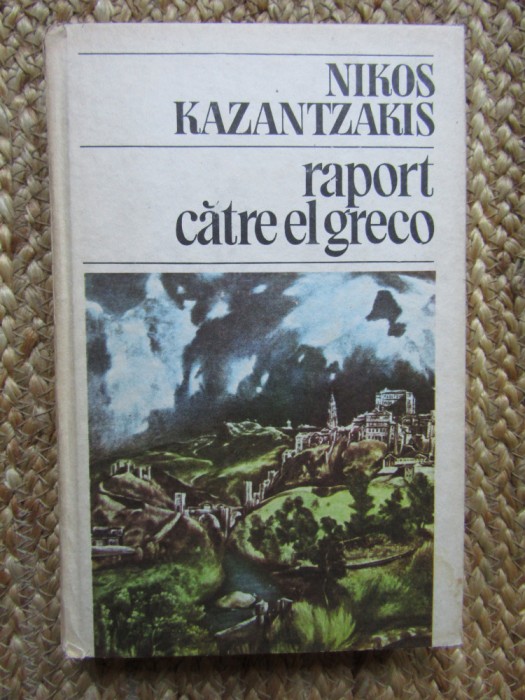 NIKOS
KAZANTZAKIS
raport
către el greco